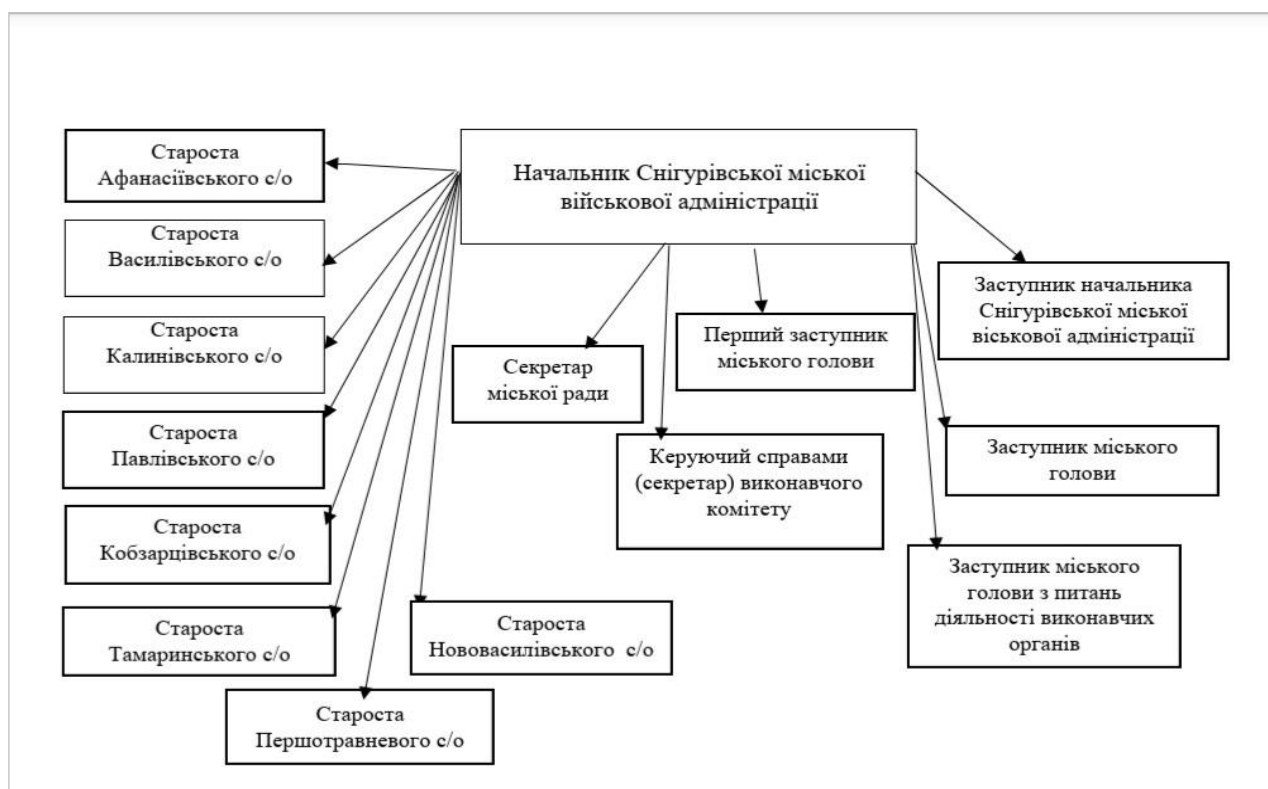 Староста
Афанасіївського с/о
Василівського с/о
Староста
Староста
Калинівського с/о
Староста
Павлівського с/о
Староста
Кобзарцівського с/о
Староста
Тамаринського с/о
Староста
Першотравневого с/о
Староста
Нововасилівського с/о
Начальник Снігурівської міської
військової адміністрації
Секретар
міської ради
Перший заступник
міського голови
Керуючий справами
(секретар) виконавчого
комітету
Заступник начальника
Снігурівської міської
віськової адміністрації
Заступник міського
голови
Заступник міського
голови з питань
діяльності виконавчих
органів